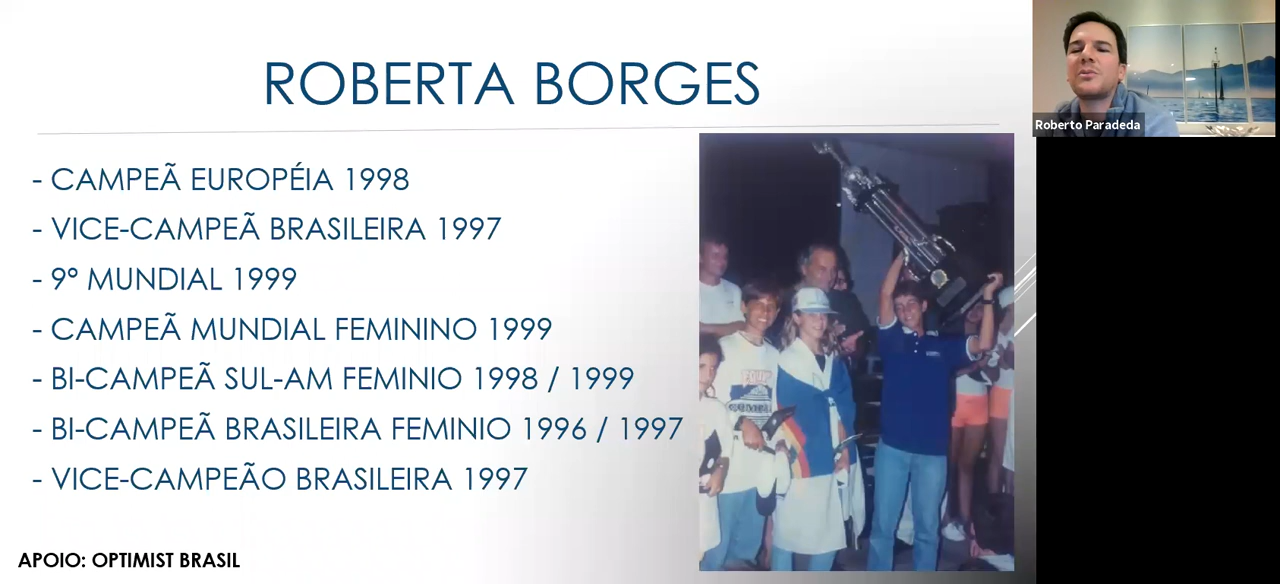 ROBERTA BORGES
Roberto Paradeda
- CAMPEÃ EUROPÉIA 1998
- VICE-CAMPEÃ BRASILEIRA 1997
- 9º MUNDIAL 1999
- CAMPEÃ MUNDIAL FEMININO 1999
- BI-CAMPEÃ SUL-AM FEMINIO 1998 / 1999
- BI-CAMPEÃ BRASILEIRA FEMINIO 1996 / 1997
- VICE-CAMPEÃO BRASILEIRA 1997
APOIO: OPTIMIST BRASIL